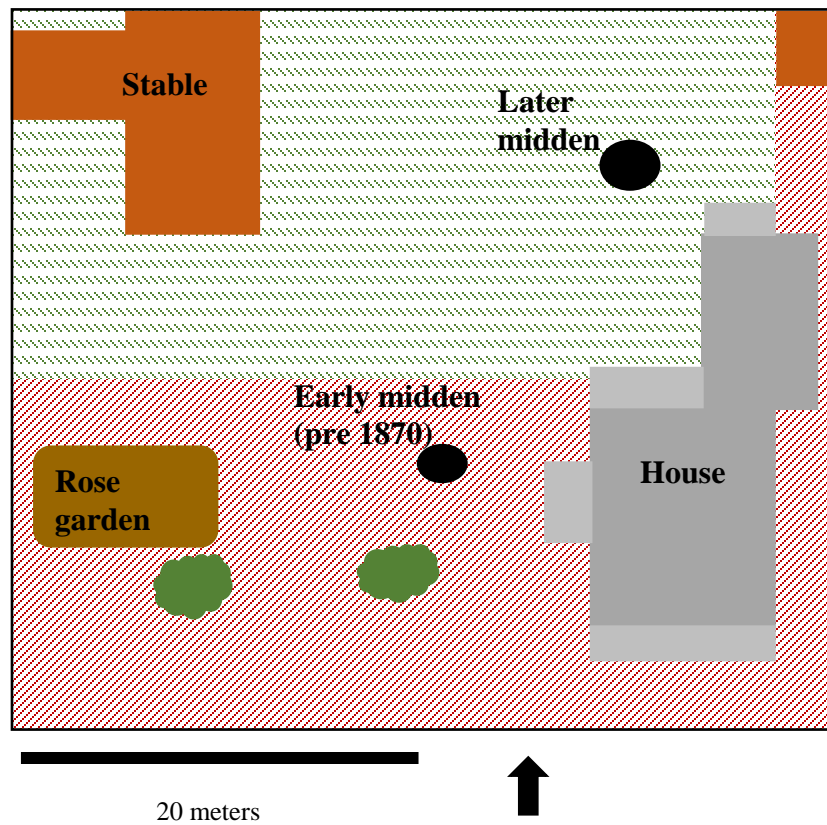 Stable
Later
midden
Early midden
(pre 1870)
Rose
garden
House
20 meters